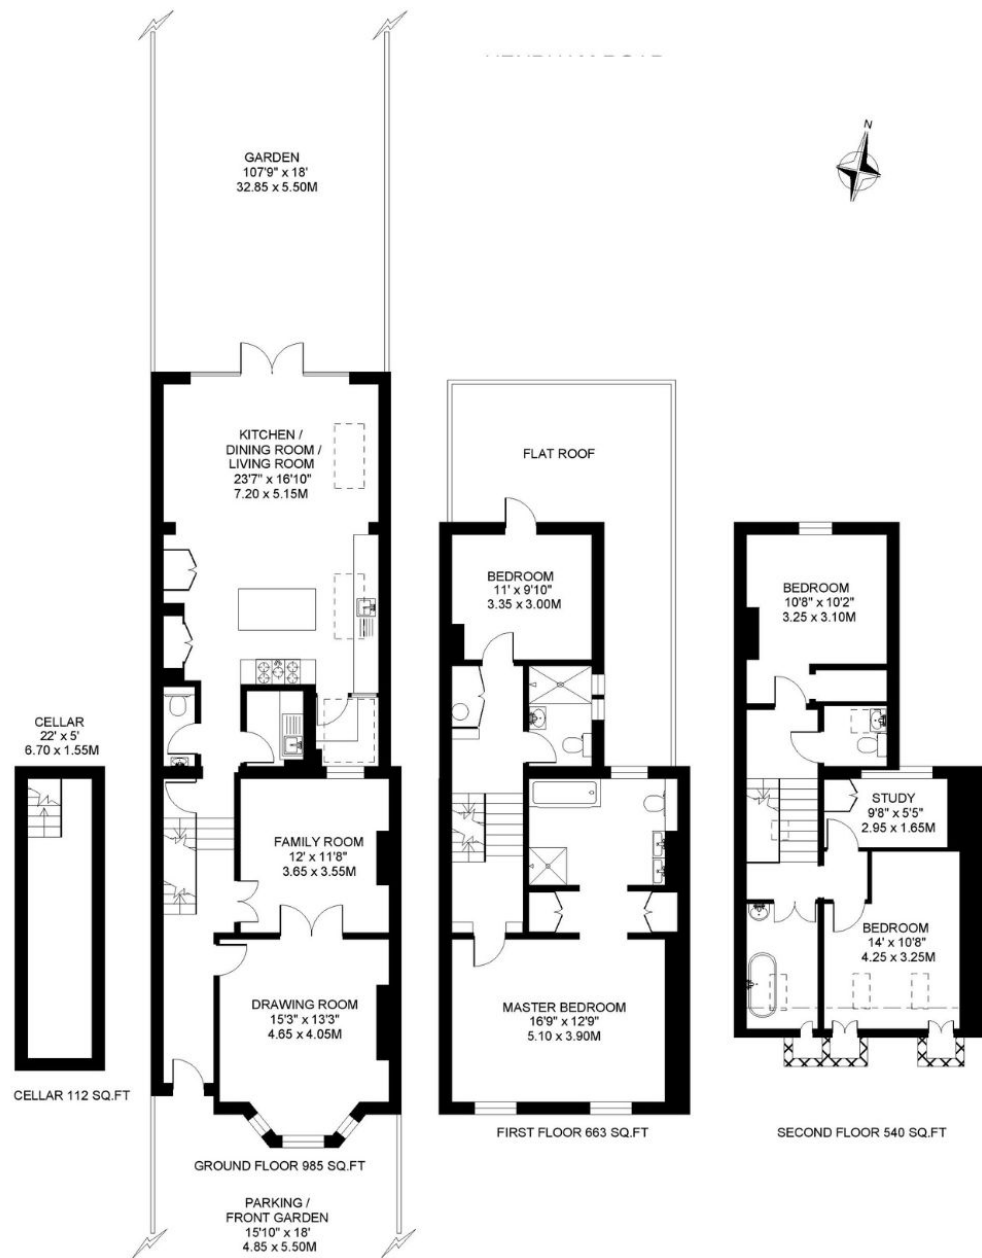 N
GARDEN
107'9" x 18'
32.85 x 5.50M
KITCHEN /
DINING ROOM /
LIVING ROOM
23'7" x 16'10"
7.20 x 5.15M
FLAT ROOF
BEDROOM
11' x 9'10"
3.35 x 3.00M
BEDROOM
10'8" x 10'2"
3.25 x 3.10M
CELLAR
22' x 5'
6.70 x 1.55M
FAMILY ROOM
12' x 11'8"
3.65 x 3.55M
STUDY
9'8" x 5'5"
2.95 x 1.65M
BEDROOM
14' x 10'8"
4.25 x 3.25M
DRAWING ROOM
15'3" x 13'3"
4.65 x 4.05M
MASTER BEDROOM
16'9" x 12'9"
5.10 x 3.90M
CELLAR 112 SQ.FT
GROUND FLOOR 985 SQ.FT
FIRST FLOOR 663 SQ.FT
SECOND FLOOR 540 SQ.FT
PARKING /
FRONT GARDEN
15'10" x 18'
4.85 x 5.50M